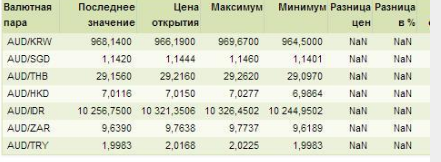 Валютная пара Последнее значение Цена открытия Максимум Минимум Разница цен Разница в %
AUD/KRW 968,1400 966,1900 969,6700 964,5000 NaN NaN
AUD/SGD 1,1420 1,1444 1,1460 1,1401 NaN NaN
AUD/THB 29,1560 29,2160 29,2620 29,0970 NaN NaN
AUD/HKD 7,0116 7,0150 7,0277 6,9864 NaN NaN
AUD/IDR 10 256,7500 10 321,3506 10 326,4502 10 244,9502 NaN NaN
AUD/ZAR 9,6390 9,7638 9,7737 9,6189 NaN NaN
AUD/TRY 1,9983 2,0168 2,0225 1,9983 NaN NaN